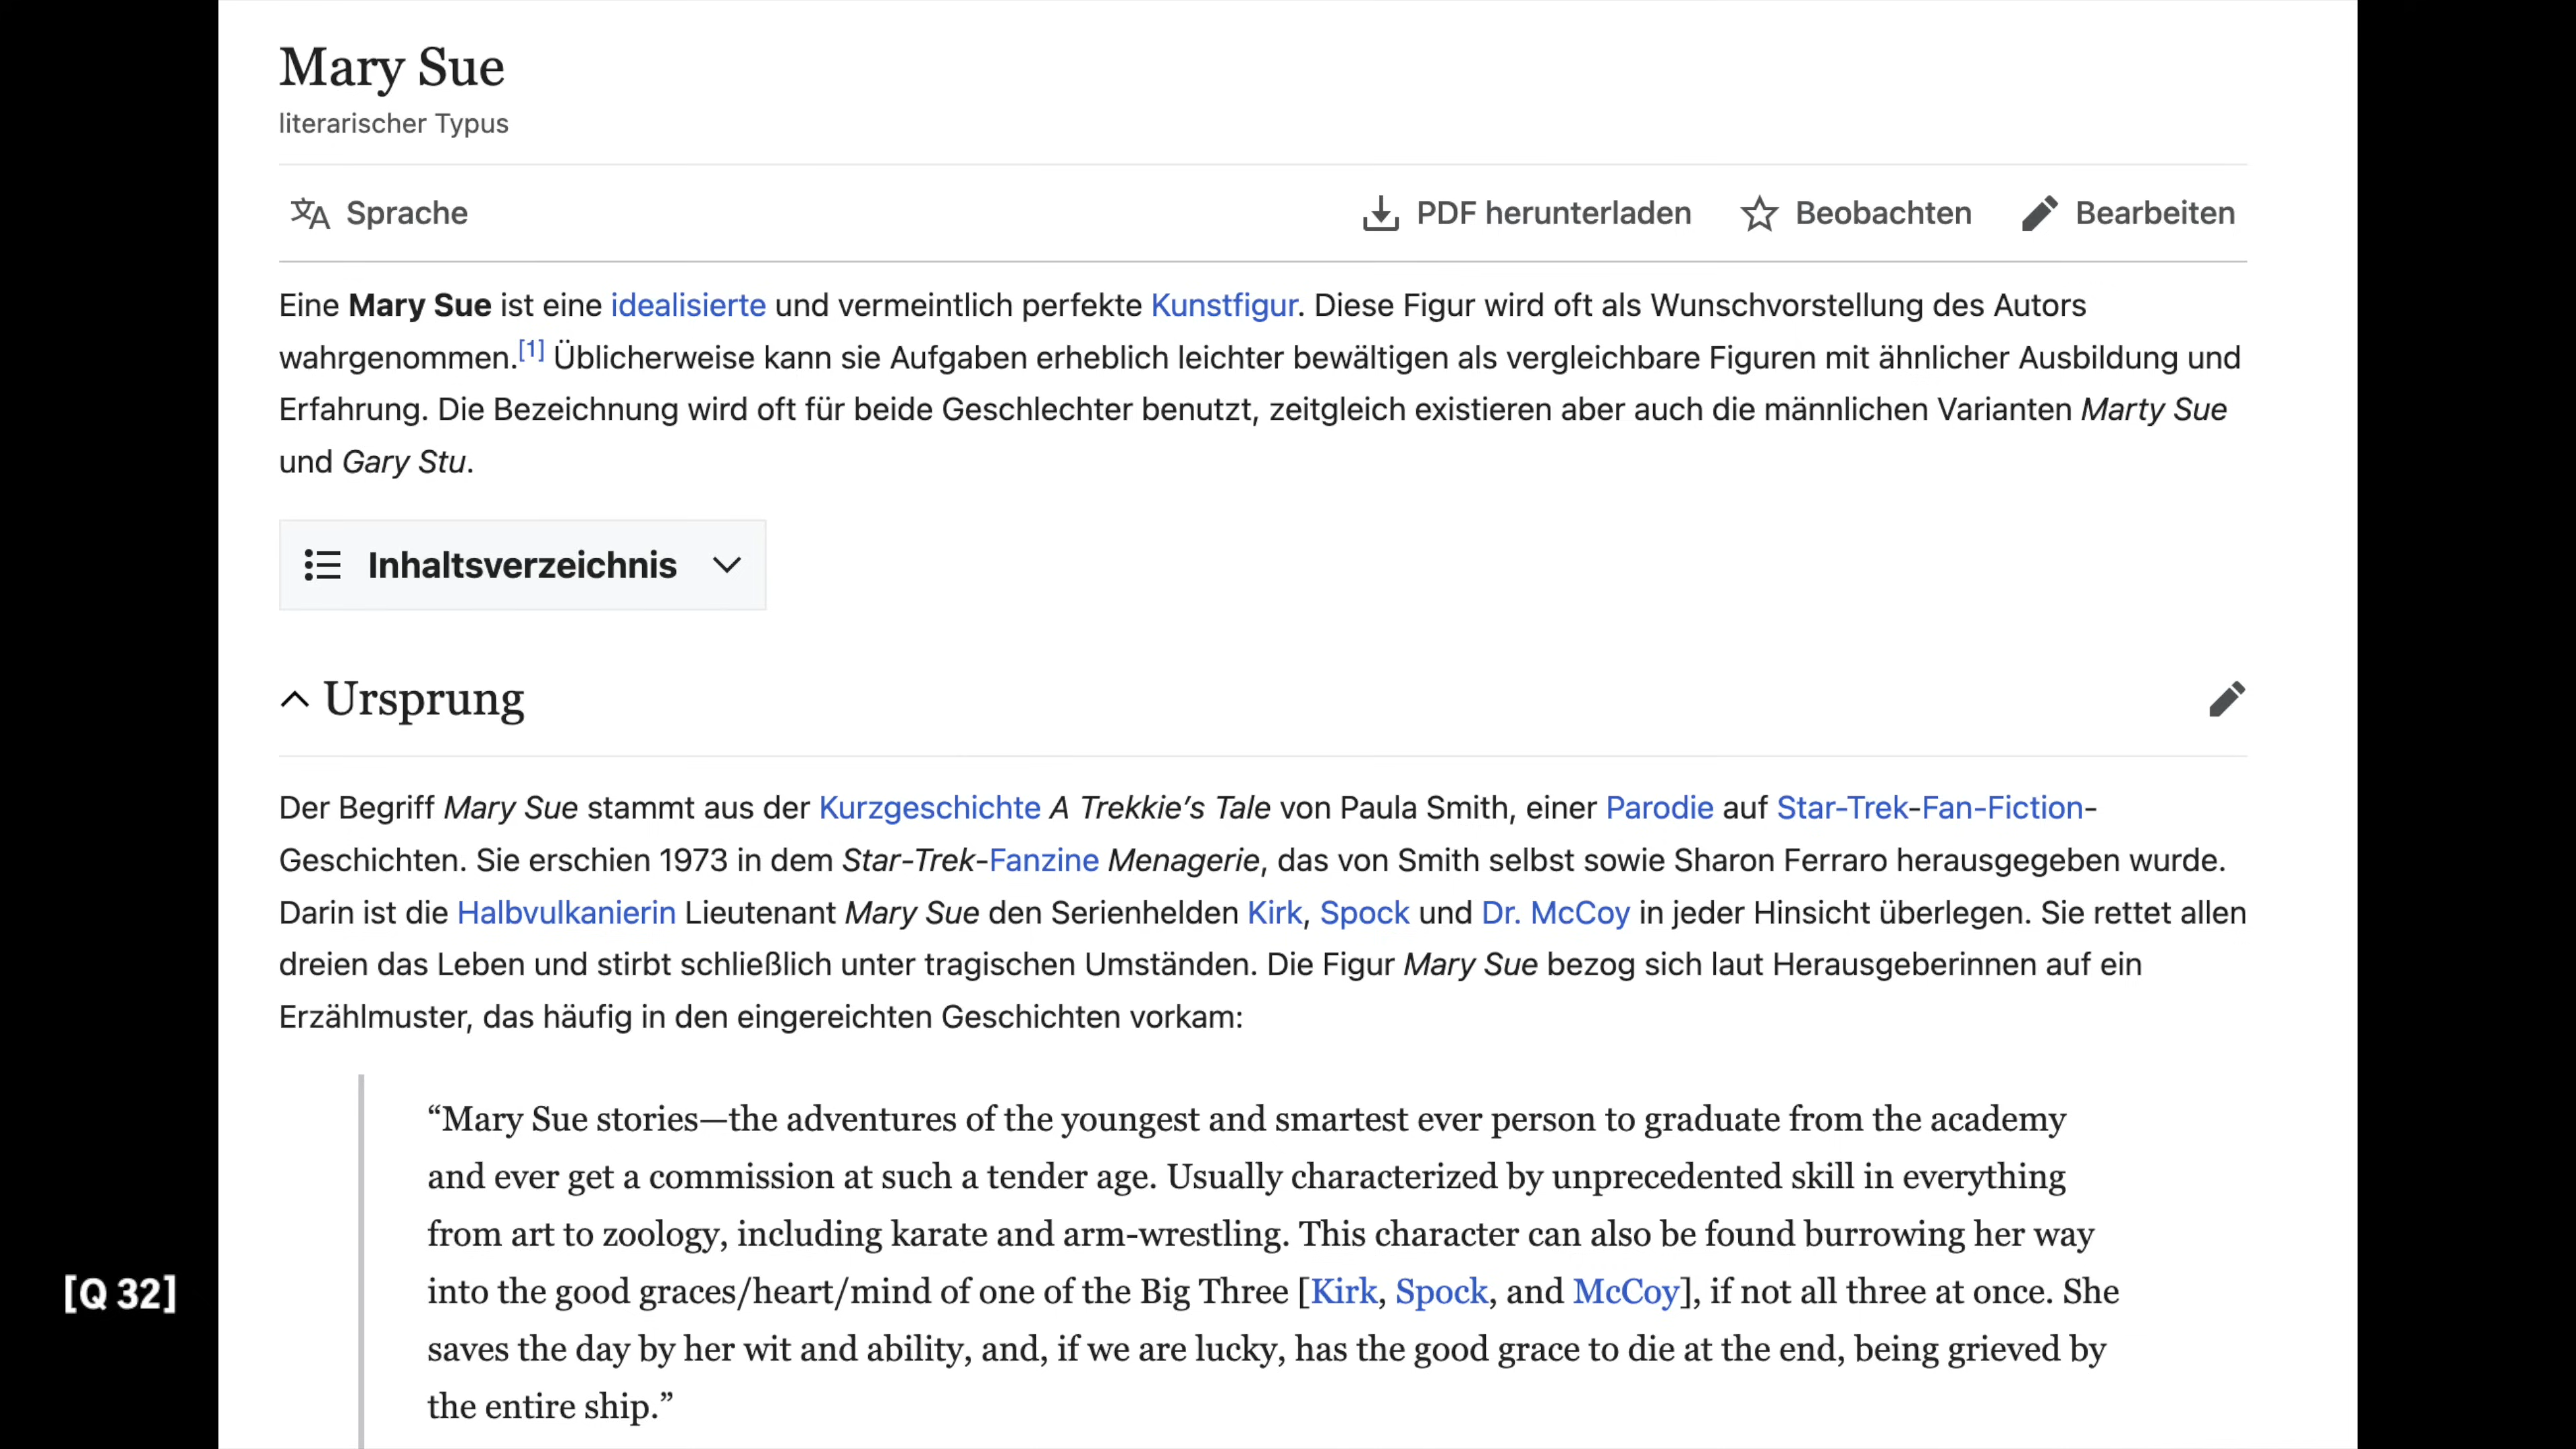 Mary Sue
literarischer Typus
Sprache
PDF herunterladen
Beobachten
Bearbeiten
Eine Mary Sue ist eine idealisierte und vermeintlich perfekte Kunstfigur. Diese Figur wird oft als Wunschvorstellung des Autors
wahrgenommen.[1] Üblicherweise kann sie Aufgaben erheblich leichter bewältigen als vergleichbare Figuren mit ähnlicher Ausbildung und
Erfahrung. Die Bezeichnung wird oft für beide Geschlechter benutzt, zeitgleich existieren aber auch die männlichen Varianten Marty Sue
und Gary Stu.
Inhaltsverzeichnis
Ursprung
Der Begriff Mary Sue stammt aus der Kurzgeschichte A Trekkie’s Tale von Paula Smith, einer Parodie auf Star-Trek-Fan-Fiction-
Geschichten. Sie erschien 1973 in dem Star-Trek-Fanzine Menagerie, das von Smith selbst sowie Sharon Ferraro herausgegeben wurde.
Darin ist die Halbvulkanierin Lieutenant Mary Sue den Serienhelden Kirk, Spock und Dr. McCoy in jeder Hinsicht überlegen. Sie rettet allen
dreien das Leben und stirbt schließlich unter tragischen Umständen. Die Figur Mary Sue bezog sich laut Herausgeberinnen auf ein
Erzählmuster, das häufig in den eingereichten Geschichten vorkam:
“Mary Sue stories—the adventures of the youngest and smartest ever person to graduate from the academy
and ever get a commission at such a tender age. Usually characterized by unprecedented skill in everything
from art to zoology, including karate and arm-wrestling. This character can also be found burrowing her way
into the good graces/heart/mind of one of the Big Three [Kirk, Spock, and McCoy], if not all three at once. She
saves the day by her wit and ability, and, if we are lucky, has the good grace to die at the end, being grieved by
the entire ship.”
[Q 32]